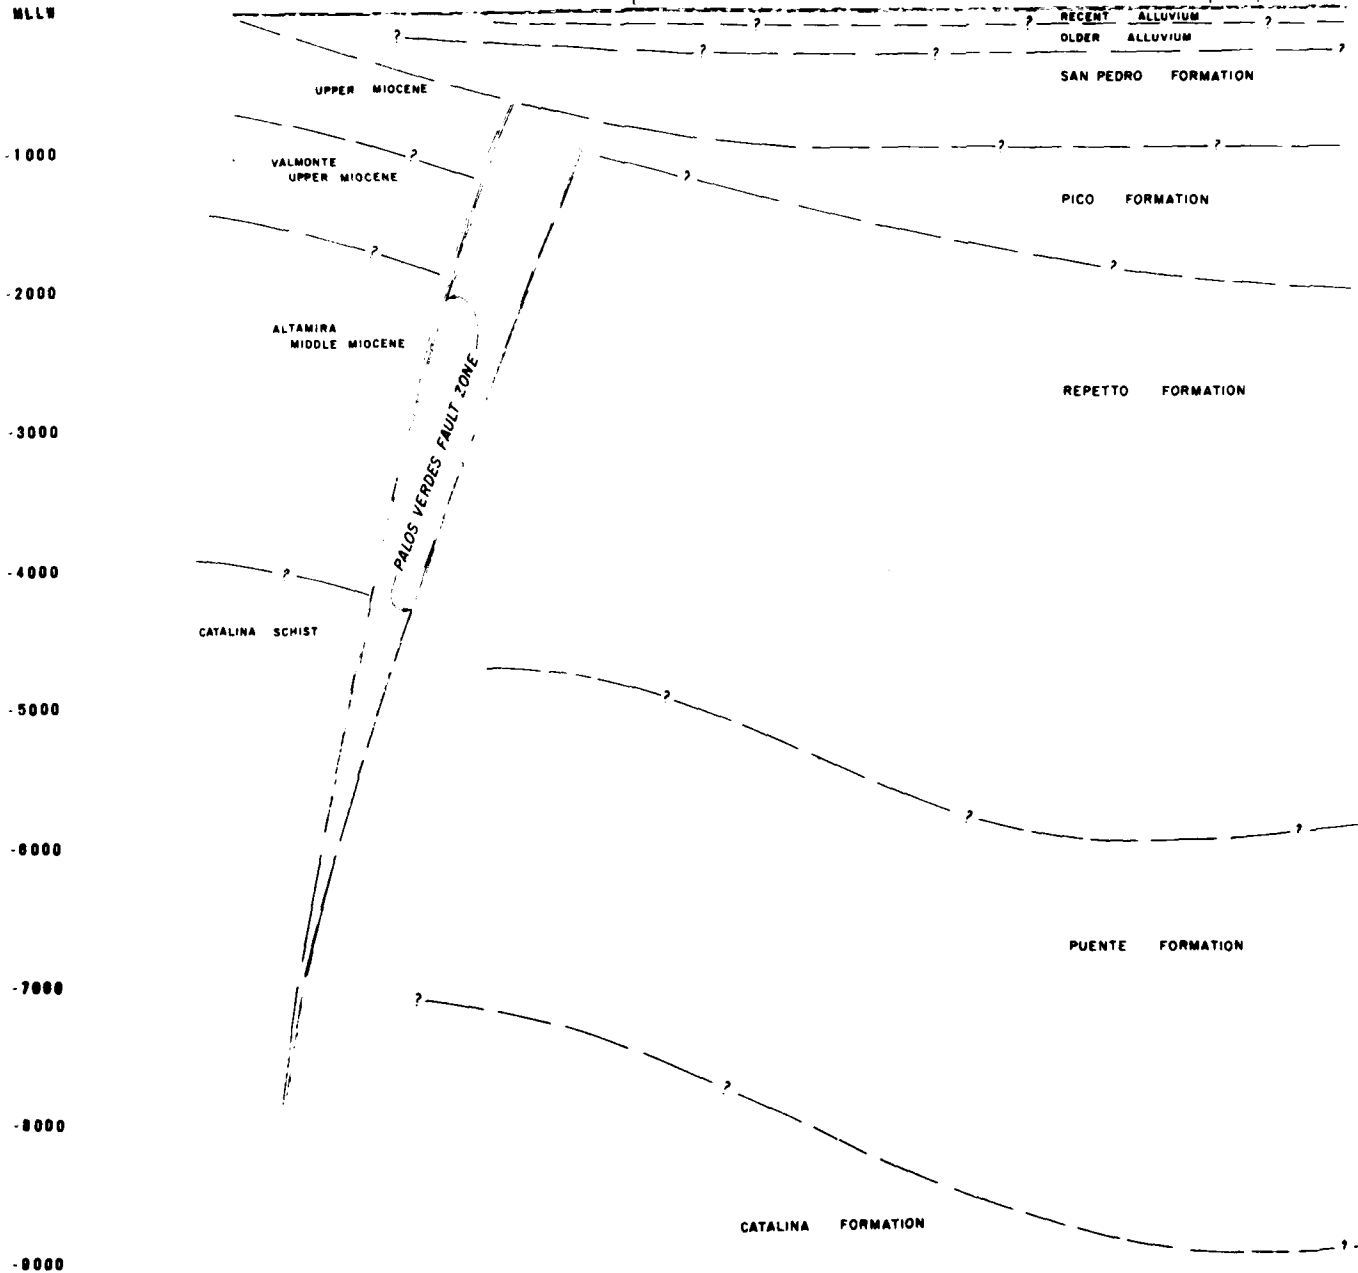 MLLW
RECENT ALLUVIUM
?
?
?
OLDER ALLUVIUM
?
?
?
?
SAN PEDRO FORMATION
UPPER MIOCENE
-1000
?
?
?
VALMONTE
UPPER MIOCENE
?
PICO FORMATION
?
?
-2000
ALTAMIRA
MIDDLE MIOCENE
PALOS VERDES FAULT ZONE
REPETTO FORMATION
-3000
-4000
?
CATALINA SCHIST
?
-5000
?
?
-6000
PUENTE FORMATION
-7000
?
?
-8000
CATALINA FORMATION
?
-9000